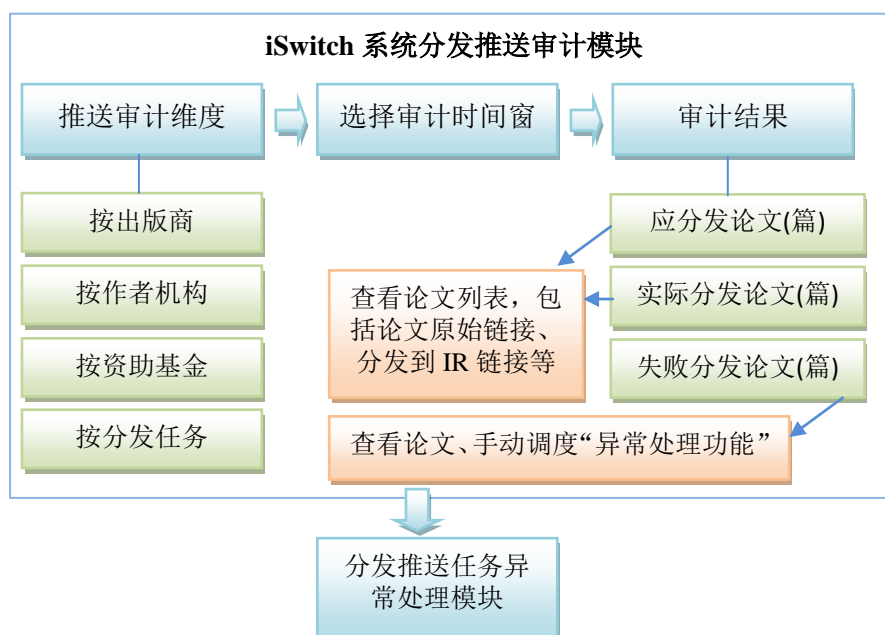 iSwitch 系统分发推送审计模块
推送审计维度
选择审计时间窗
审计结果
按出版商
按作者机构
按资助基金
按分发任务
应分发论文(篇)
实际分发论文(篇)
失败分发论文(篇)
查看论文列表，包
括论文原始链接、
分发到 IR 链接等
查看论文、手动调度“异常处理功能”
分发推送任务异
常处理模块